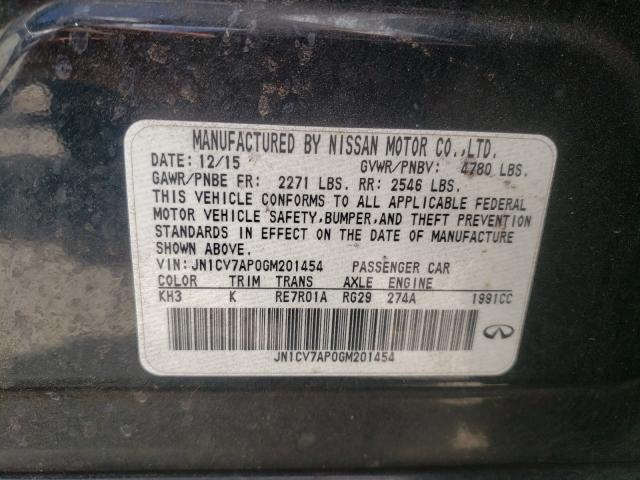 MANUFACTURED BY NISSAN MOTOR CO.,LTD.
DATE: 12/15 GVWR/PNBV: 4780 LBS.
GAWR/PNBE FR: 2271 LBS. RR: 2546 LBS.
THIS VEHICLE CONFORMS TO ALL APPLICABLE FEDERAL
MOTOR VEHICLE SAFETY,BUMPER,AND THEFT PREVENTION
STANDARDS IN EFFECT ON THE DATE OF MANUFACTURE
SHOWN ABOVE.
VIN: JN1CV7AP0GM201454 PASSENGER CAR
COLOR TRIM TRANS AXLE ENGINE
KH3 K RE7R01A RG29 274A 1991CC
JN1CV7AP0GM201454